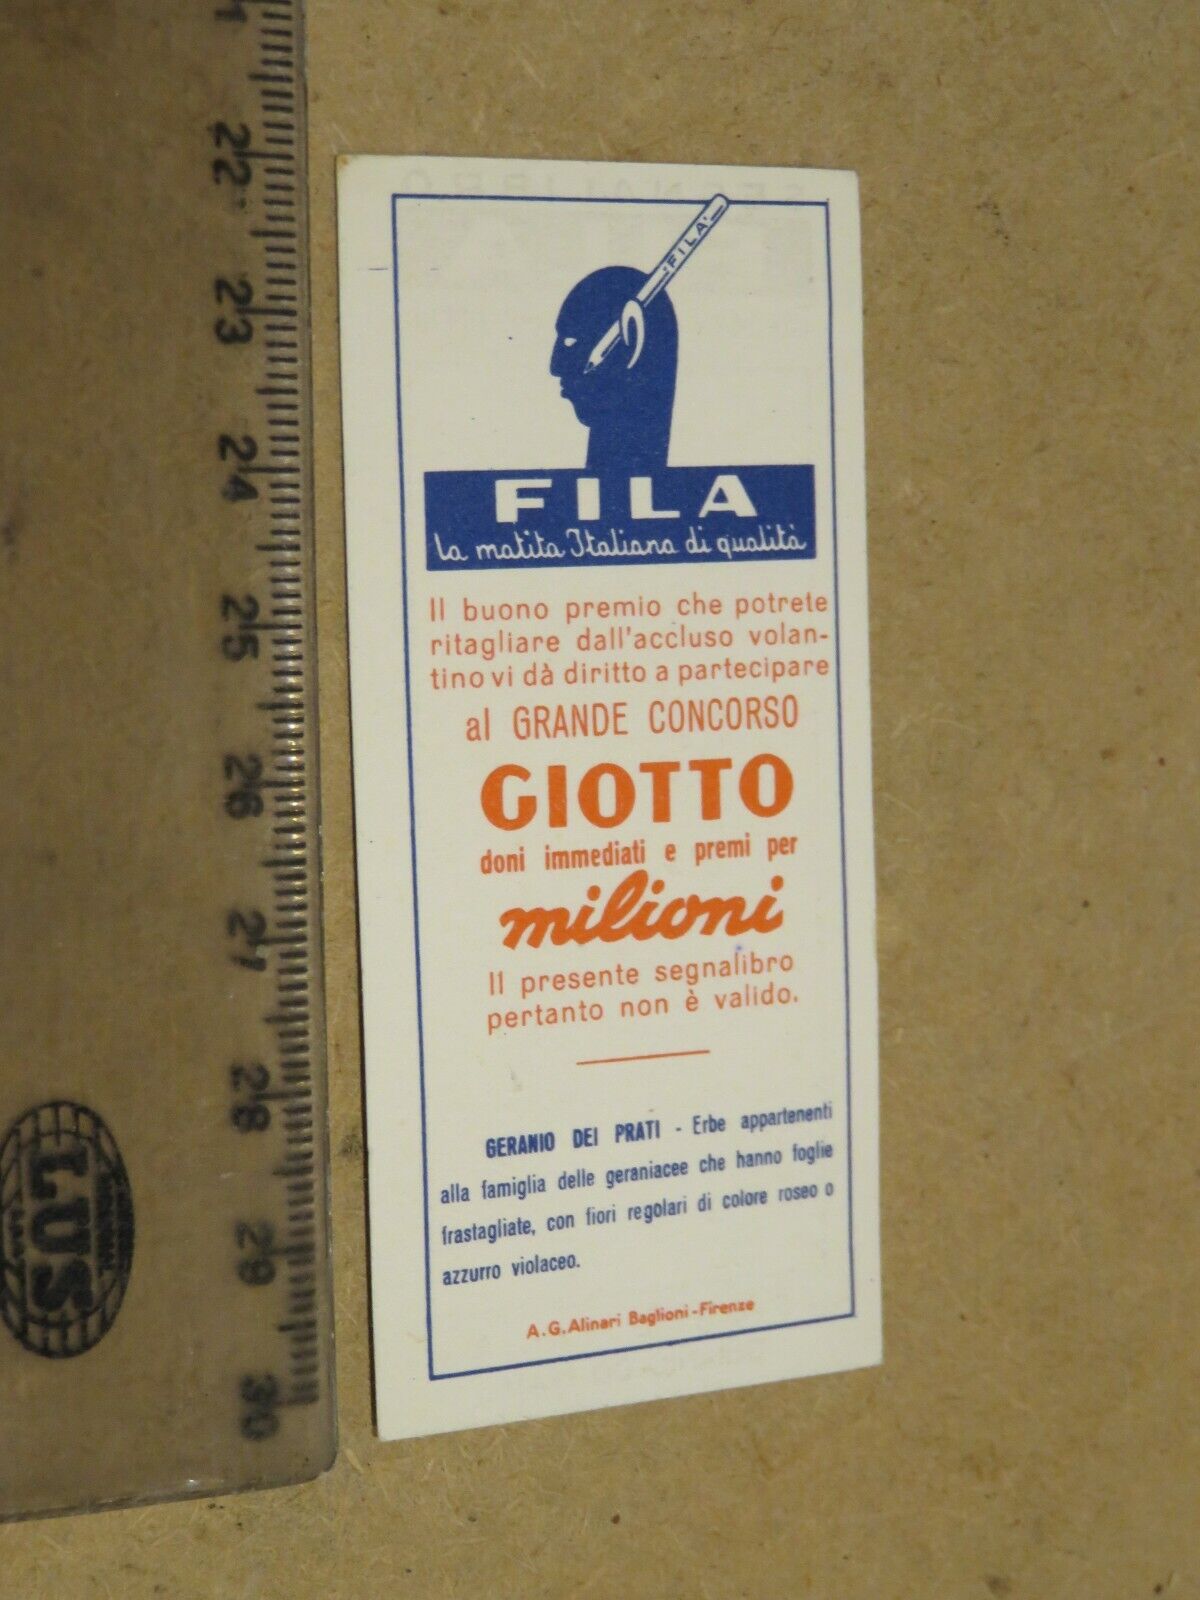 22
23
24
25
26
27
28
29
30
LUS
'FILA'
FILA
la matita Italiana di qualità
Il buono premio che potrete
ritagliare dall'accluso volan-
tino vi dà diritto a partecipare
al GRANDE CONCORSO
GIOTTO
doni immediati e premi per
milioni
Il presente segnalibro
pertanto non è valido.
GERANIO DEI PRATI - Erbe appartenenti
alla famiglia delle geraniacee che hanno foglie
frastagliate, con fiori regolari di colore roseo o
azzurro violaceo.
A. G. Alinari Baglioni - Firenze